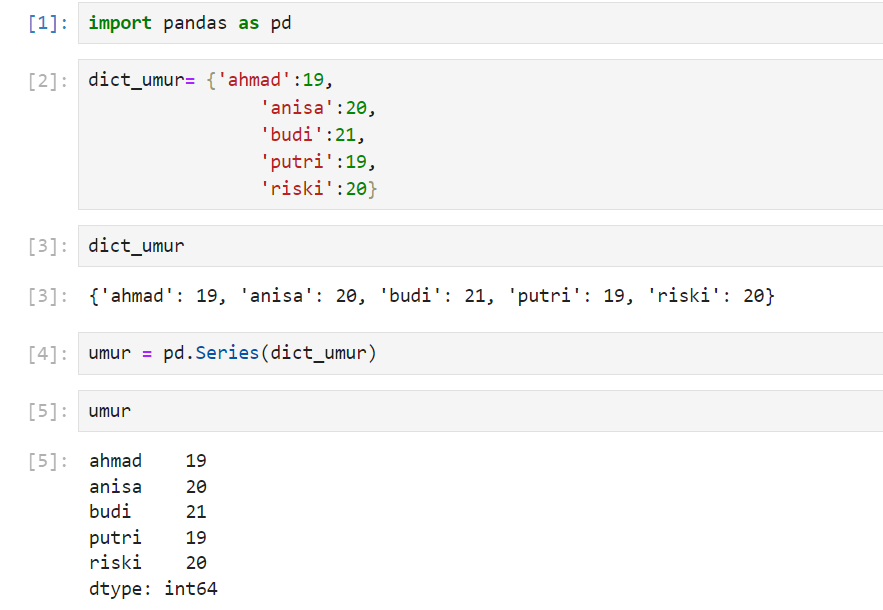 [1]: import pandas as pd
[2]: dict_umur= {'ahmad':19,
'anisa':20,
'budi':21,
'putri':19,
'riski':20}
[3]: dict_umur
[3]: {'ahmad': 19, 'anisa': 20, 'budi': 21, 'putri': 19, 'riski': 20}
[4]: umur = pd.Series(dict_umur)
[5]: umur
[5]: ahmad    19
anisa    20
budi     21
putri    19
riski    20
dtype: int64